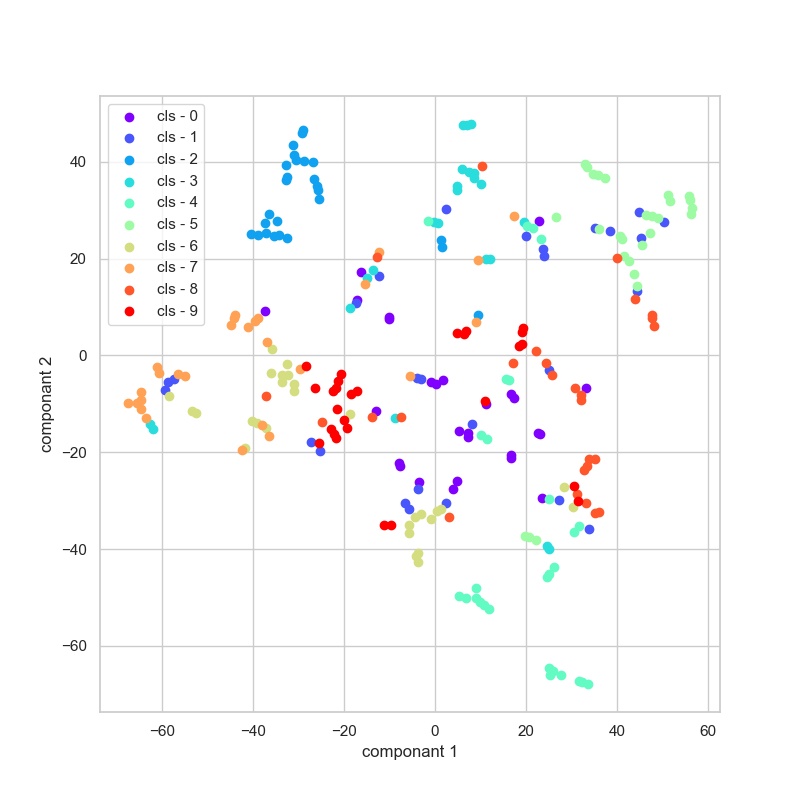 cls - 0
cls - 1
cls - 2
cls - 3
cls - 4
cls - 5
cls - 6
cls - 7
cls - 8
cls - 9
40
20
0
−20
−40
−60
−60 −40 −20 0 20 40 60
componant 1
componant 2